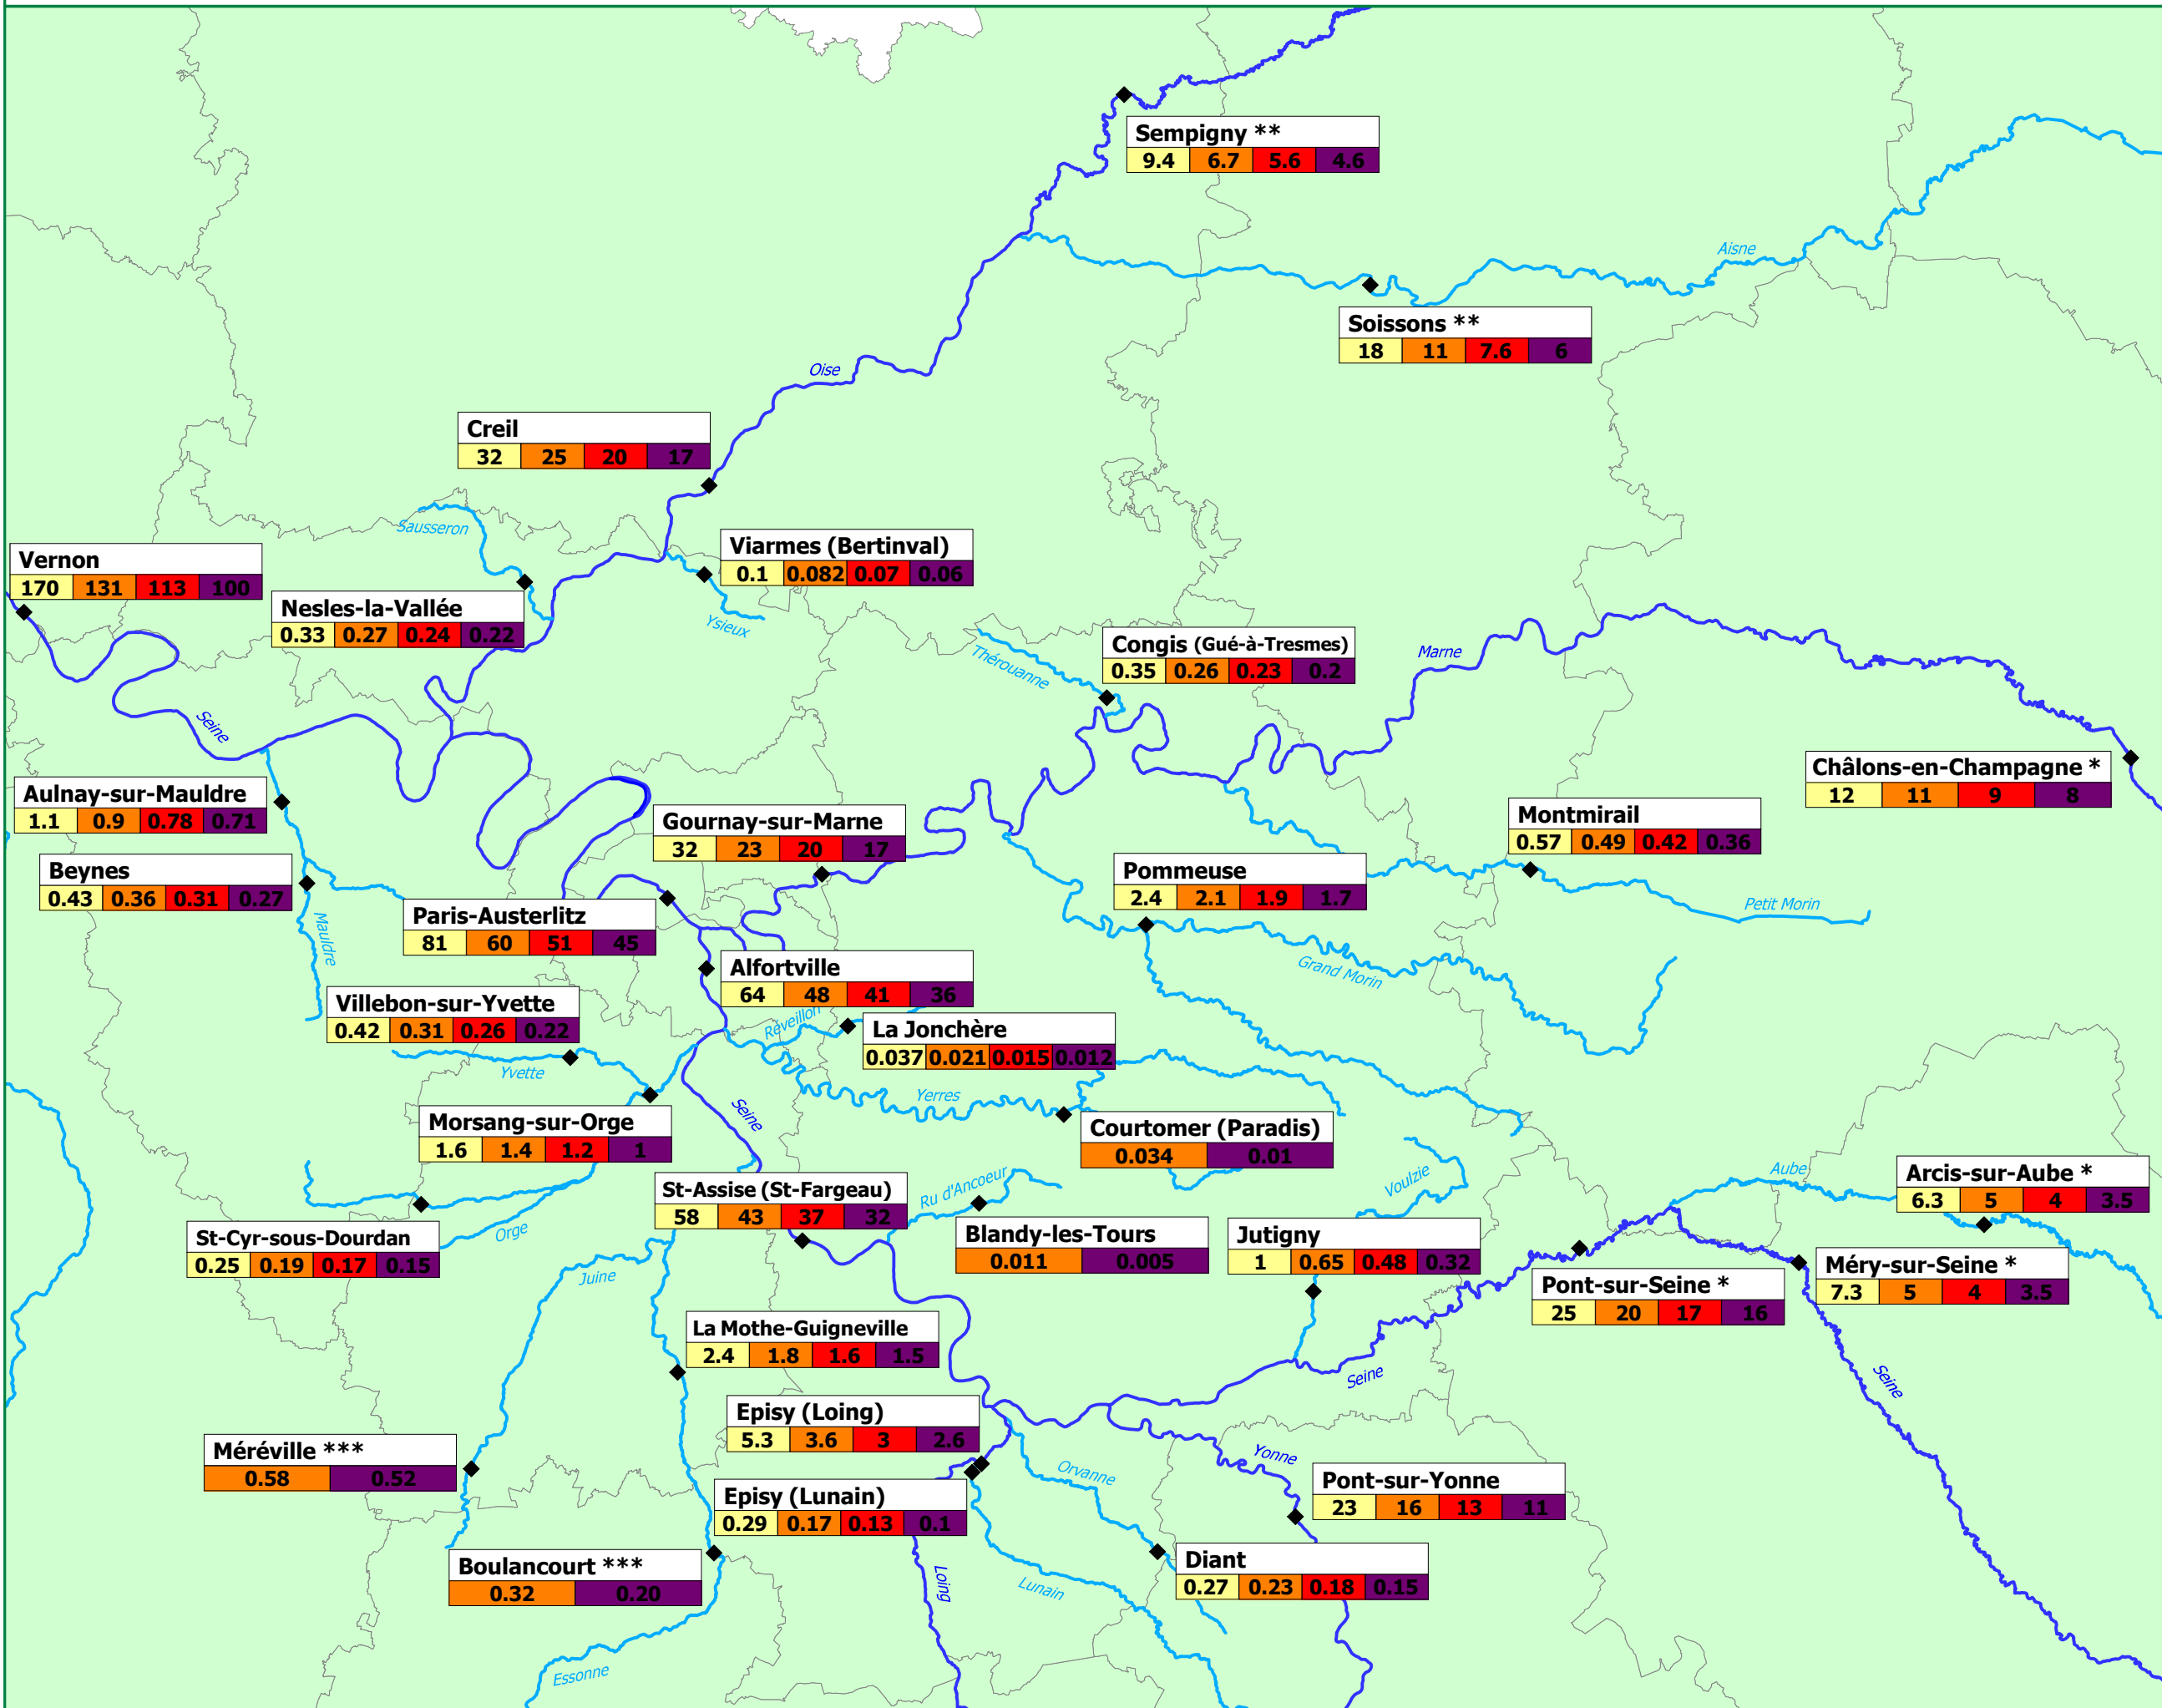 Sempigny **
9.4 6.7 5.6 4.6
Aisne
Soissons **
18 11 7.6 6
Oise
Creil
32 25 20 17
Sausseron
Viarmes (Bertinval)
0.1 0.082 0.07 0.06
Vernon
170 131 113 100
Nesles-la-Vallée
0.33 0.27 0.24 0.22
Ysieux
Congis (Gué-à-Tresmes)
0.35 0.26 0.23 0.2
Thérouanne
Marne
Seine
Châlons-en-Champagne *
12 11 9 8
Aulnay-sur-Mauldre
1.1 0.9 0.78 0.71
Gournay-sur-Marne
32 23 20 17
Montmirail
0.57 0.49 0.42 0.36
Beynes
0.43 0.36 0.31 0.27
Pommeuse
2.4 2.1 1.9 1.7
Petit Morin
Paris-Austerlitz
81 60 51 45
Mauldre
Grand Morin
Alfortville
64 48 41 36
Villebon-sur-Yvette
0.42 0.31 0.26 0.22
Réveillon
La Jonchère
0.037 0.021 0.015 0.012
Yvette
Yerres
Seine
Morsang-sur-Orge
1.6 1.4 1.2 1
Courtomer (Paradis)
0.034 0.01
Voulzie
Aube
Arcis-sur-Aube *
6.3 5 4 3.5
St-Assise (St-Fargeau)
58 43 37 32
Ru d'Ancoeur
Blandy-les-Tours
0.011 0.005
Jutigny
1 0.65 0.48 0.32
St-Cyr-sous-Dourdan
0.25 0.19 0.17 0.15
Orge
Juine
Pont-sur-Seine *
25 20 17 16
Méry-sur-Seine *
7.3 5 4 3.5
La Mothe-Guigneville
2.4 1.8 1.6 1.5
Seine
Seine
Episy (Loing)
5.3 3.6 3 2.6
Méréville ***
0.58 0.52
Yonne
Orvanne
Pont-sur-Yonne
23 16 13 11
Episy (Lunain)
0.29 0.17 0.13 0.1
Boulancourt ***
0.32 0.20
Diant
0.27 0.23 0.18 0.15
Loing
Lunain
Essonne